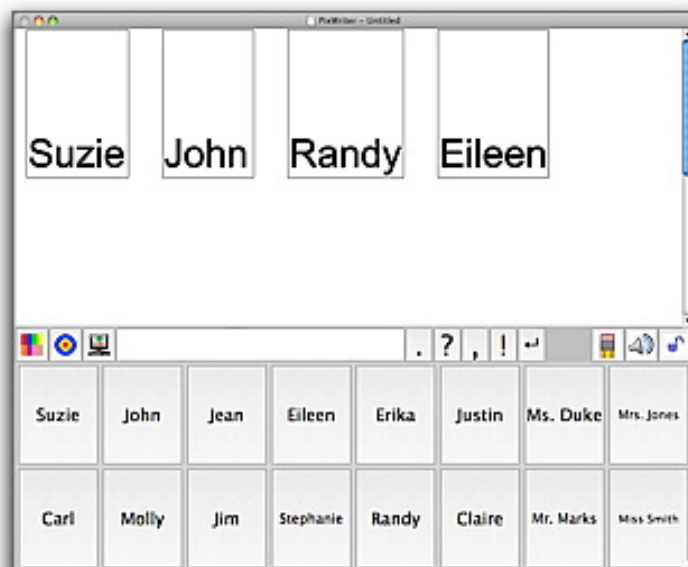 PixWriter - Untitled
Suzie John Randy Eileen
. ? , !
Suzie John Jean Eileen Erika Justin Ms. Duke Mrs. Jones
Carl Molly Jim Stephanie Randy Claire Mr. Marks Miss Smith